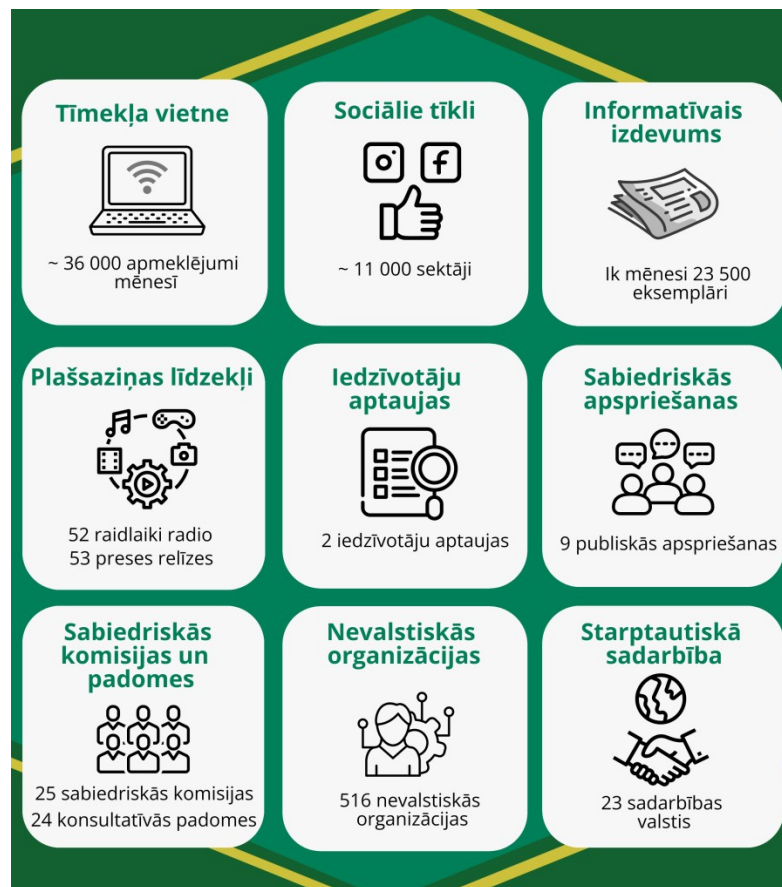 Tīmekļa vietne
~ 36 000 apmeklējumi
mēnesī
Sociālie tīkli
~ 11 000 sektāji
Informatīvais
izdevums
Ik mēnesi 23 500
eksemplāri
Plašsaziņas līdzekļi
52 raidlaiki radio
53 preses relīzes
Iedzīvotāju
aptaujas
2 iedzīvotāju aptaujas
Sabiedriskās
apspriešanas
9 publiskās apspriešanas
Sabiedriskās
komisijas un
padomes
25 sabiedriskās komisijas
24 konsultatīvās padomes
Nevalstiskās
organizācijas
516 nevalstiskās
organizācijas
Starptautiskā
sadarbība
23 sadarbības
valstis